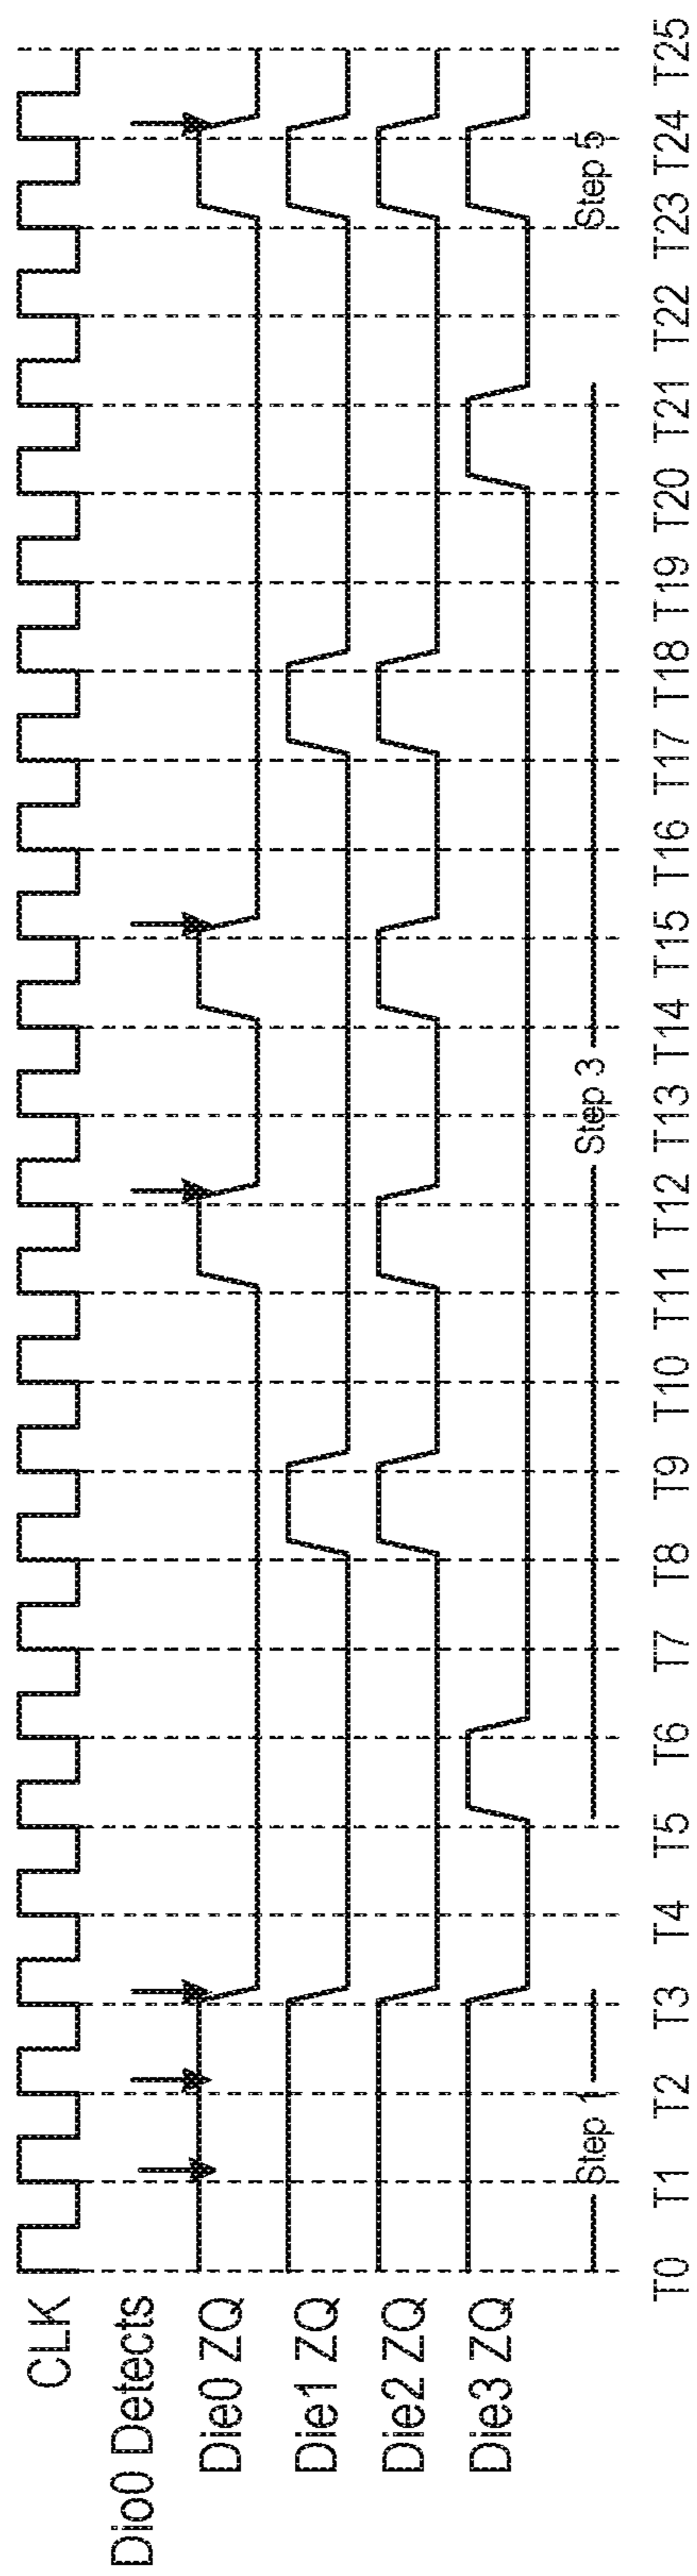 CLK
Dio0 Detects
Die0 ZQ
Die1 ZQ
Die2 ZQ
Die3 ZQ
Step 1
Step 3
Step 5
T0 T1 T2 T3 T4 T5 T6 T7 T8 T9 T10 T11 T12 T13 T14 T15 T16 T17 T18 T19 T20 T21 T22 T23 T24 T25